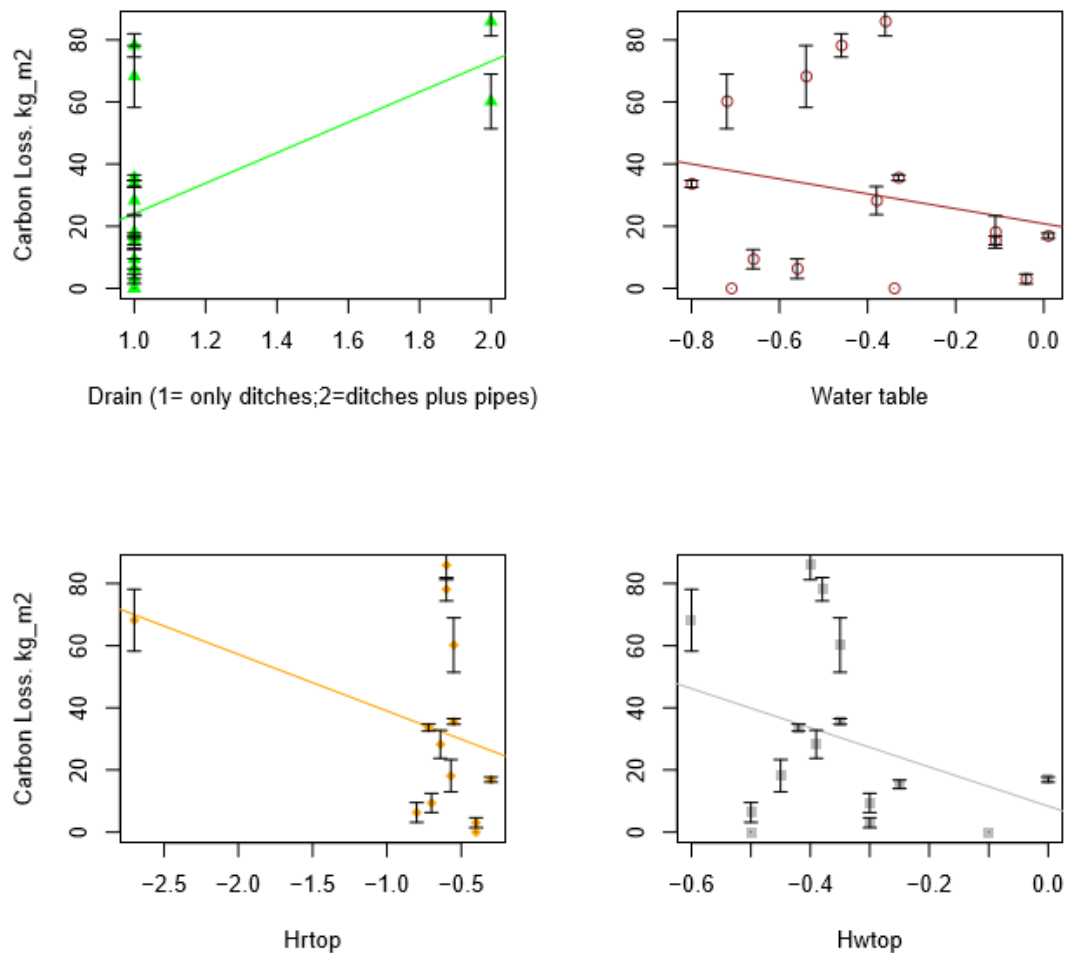 Carbon Loss. kg_m2
0 20 40 60 80
1.0 1.2 1.4 1.6 1.8 2.0
Drain (1= only ditches;2=ditches plus pipes)
0 20 40 60 80
−0.8 −0.6 −0.4 −0.2 0.0
Water table
Carbon Loss. kg_m2
0 20 40 60 80
−2.5 −2.0 −1.5 −1.0 −0.5
Hrtop
0 20 40 60 80
−0.6 −0.4 −0.2 0.0
Hwtop